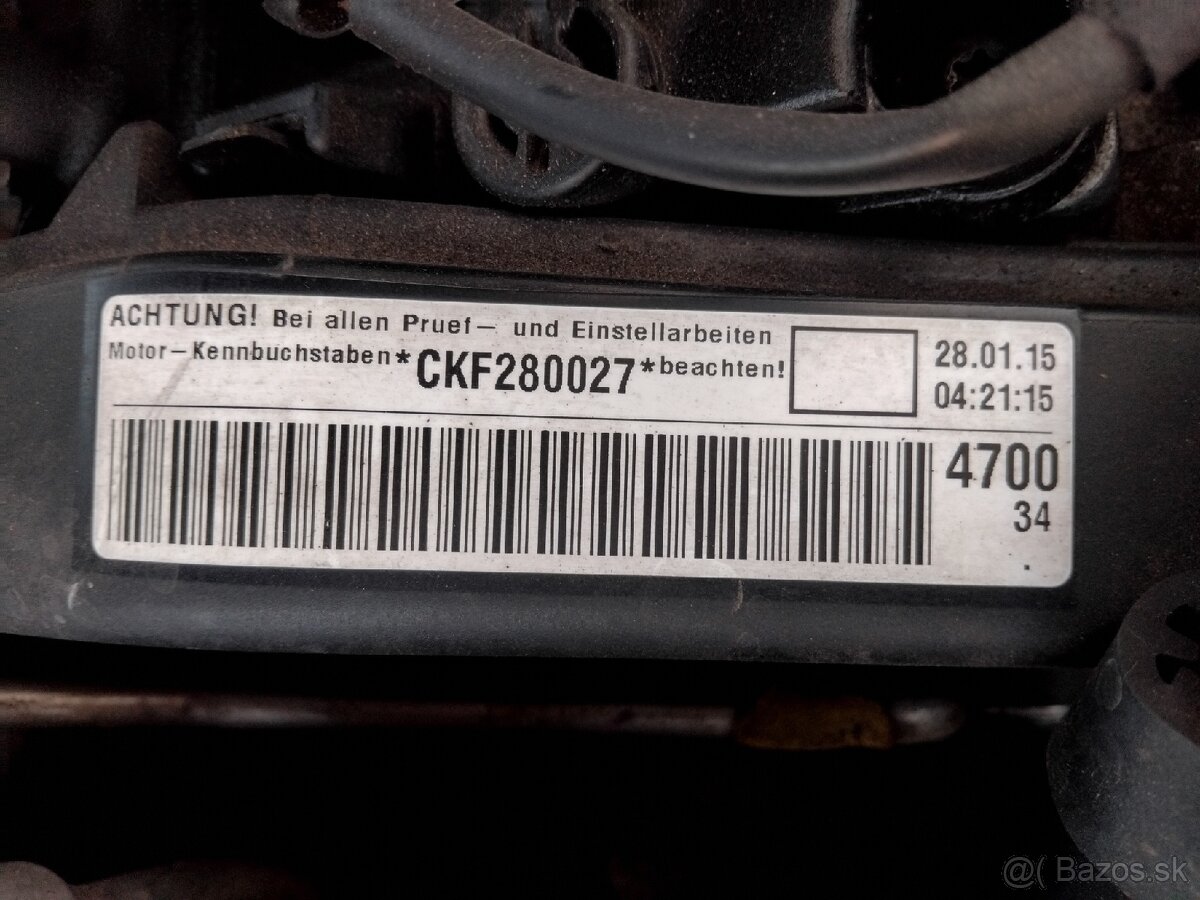 ACHTUNG! Bei allen Pruef— und Einstellarbeiten
Motor—Kennbuchstaben*CKF280027*beachten!
28.01.15
04:21:15
4700
34
.
@( Bazos.sk